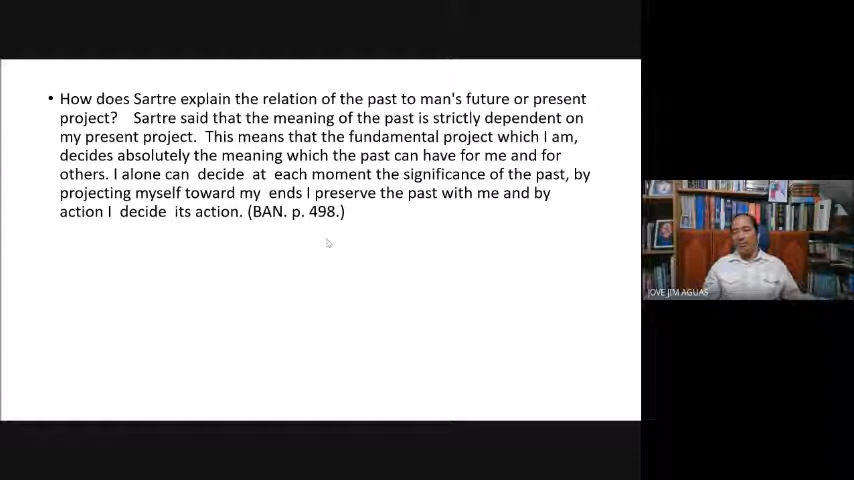 • How does Sartre explain the relation of the past to man's future or present
project? Sartre said that the meaning of the past is strictly dependent on
my present project. This means that the fundamental project which I am,
decides absolutely the meaning which the past can have for me and for
others. I alone can decide at each moment the significance of the past, by
projecting myself toward my ends I preserve the past with me and by
action I decide its action. (BAN. p. 498.)
JOVE JIM AGUAS